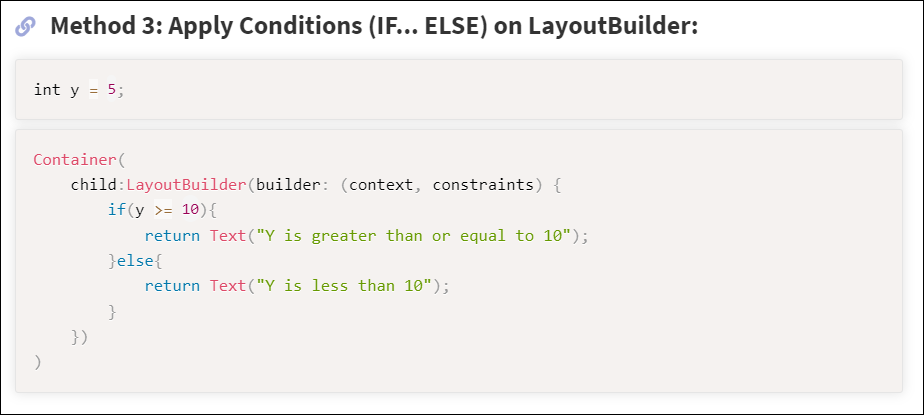 Method 3: Apply Conditions (IF... ELSE) on LayoutBuilder:
int y = 5;
Container(
    child:LayoutBuilder(builder: (context, constraints) {
        if(y >= 10){
            return Text("Y is greater than or equal to 10");
        }else{
            return Text("Y is less than 10");
        }
    })
)